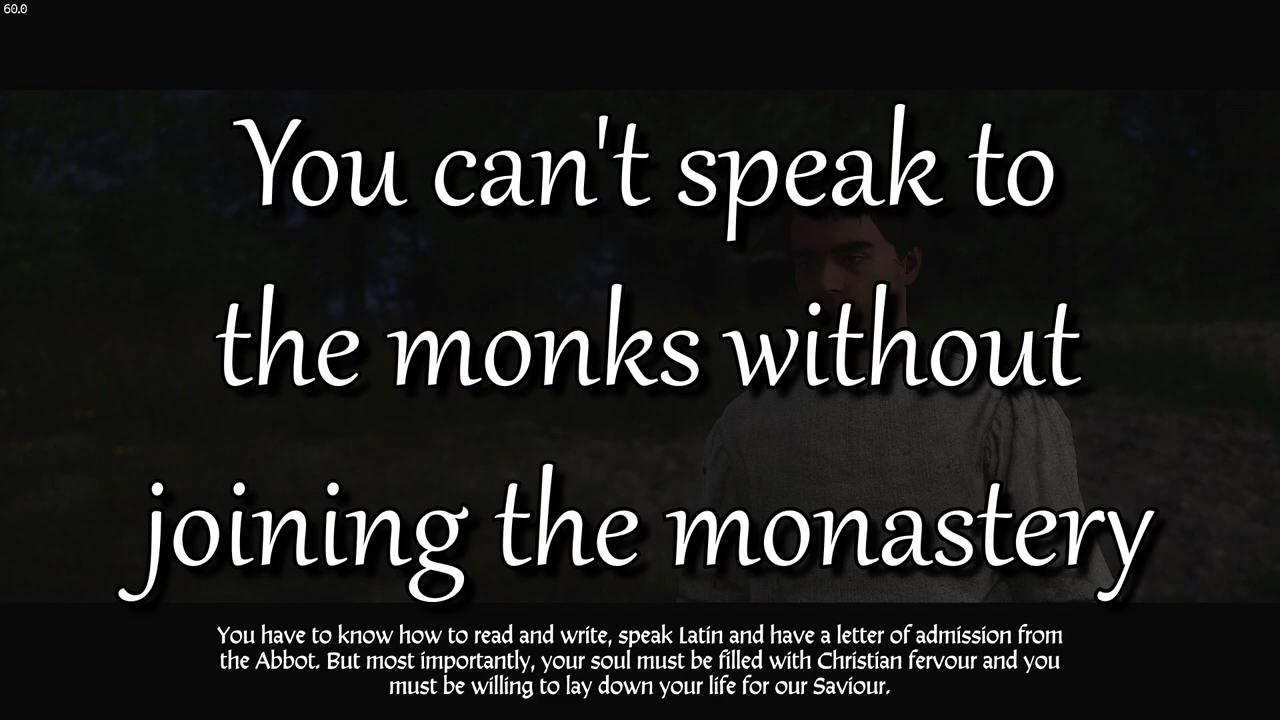 60.0
You can't speak to
the monks without
joining the monastery
You have to know how to read and write, speak Latin and have a letter of admission from
the Abbot. But most importantly, your soul must be filled with Christian fervour and you
must be willing to lay down your life for our Saviour.